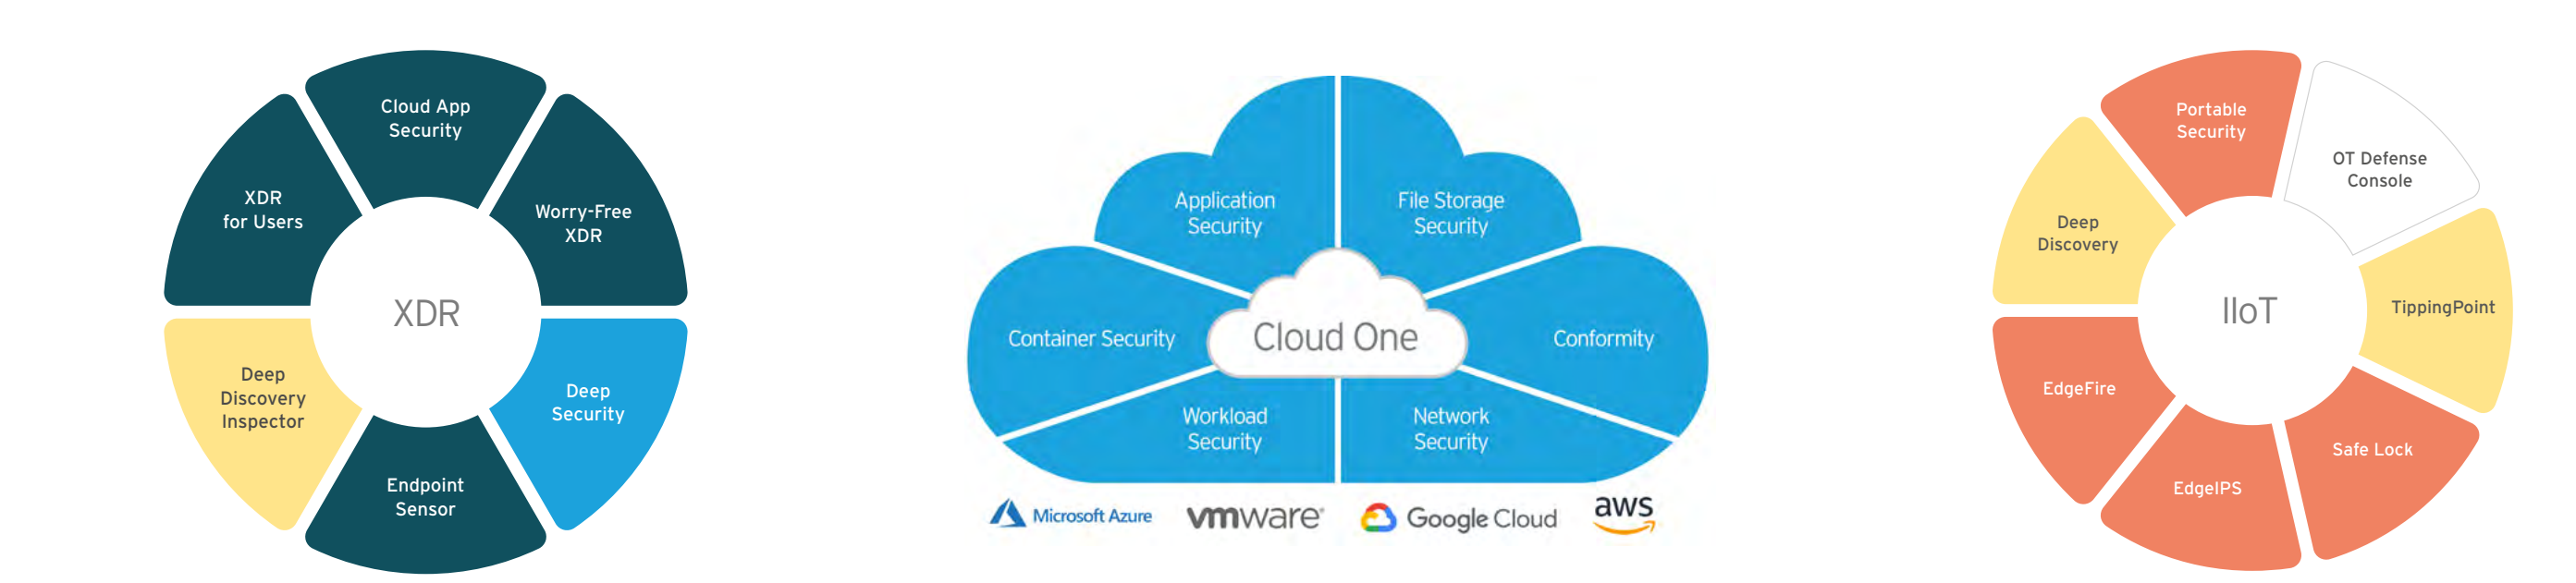 Cloud App
Security
XDR
for Users
Worry-Free
XDR
XDR
Deep
Discovery
Inspector
Deep
Security
Endpoint
Sensor
Application
Security
File Storage
Security
Container Security
Cloud One
Conformity
Workload
Security
Network
Security
Microsoft Azure
vmware®
Google Cloud
aws
Portable
Security
OT Defense
Console
Deep
Discovery
IIoT
TippingPoint
EdgeFire
Safe Lock
EdgeIPS